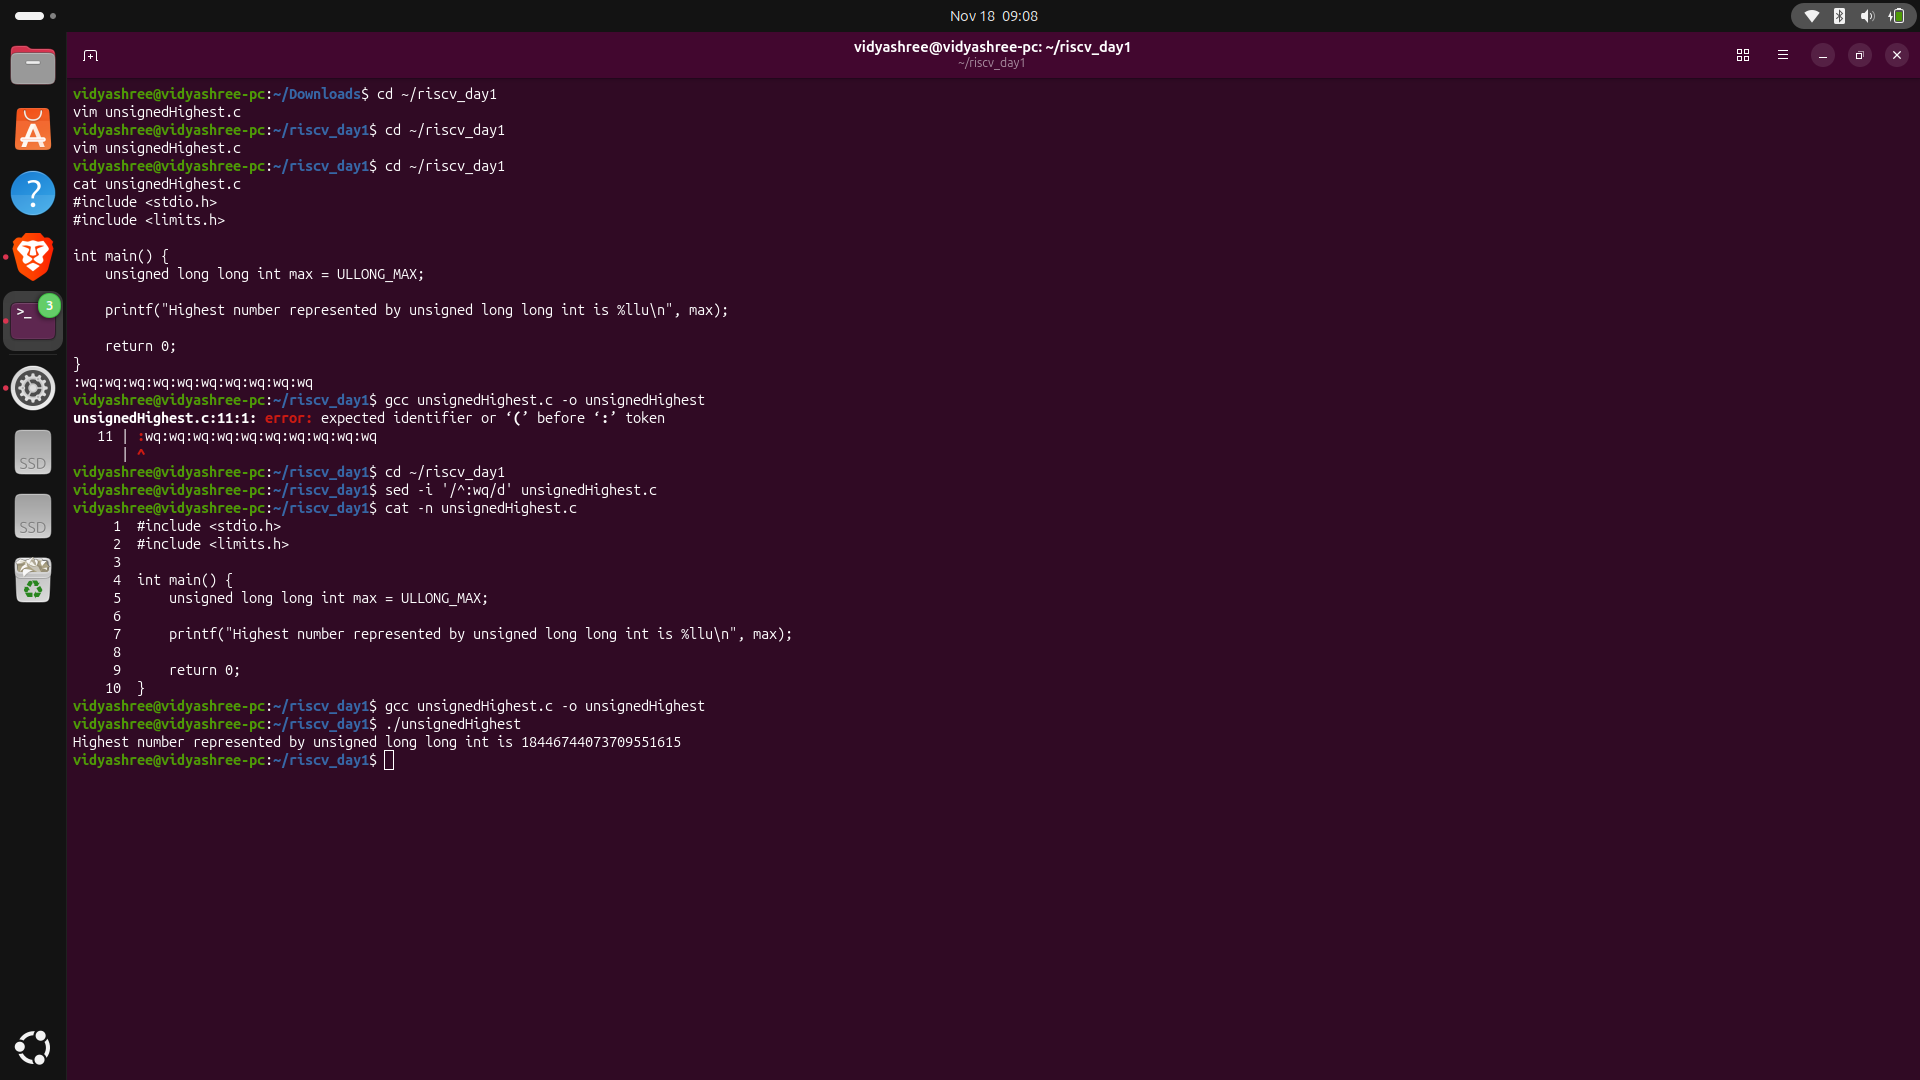 Nov 18 09:08
vidyashree@vidyashree-pc: ~/riscv_day1
~/riscv_day1
vidyashree@vidyashree-pc:~/Downloads$ cd ~/riscv_day1
vim unsignedHighest.c
vidyashree@vidyashree-pc:~/riscv_day1$ cd ~/riscv_day1
vim unsignedHighest.c
vidyashree@vidyashree-pc:~/riscv_day1$ cd ~/riscv_day1
cat unsignedHighest.c
#include <stdio.h>
#include <limits.h>
int main() {
    unsigned long long int max = ULLONG_MAX;
    printf("Highest number represented by unsigned long long int is %llu\n", max);
    return 0;
}
:wq:wq:wq:wq:wq:wq:wq:wq:wq:wq
vidyashree@vidyashree-pc:~/riscv_day1$ gcc unsignedHighest.c -o unsignedHighest
unsignedHighest.c:11:1: error: expected identifier or ‘(’ before ‘:’ token
   11 | :wq:wq:wq:wq:wq:wq:wq:wq:wq:wq
      | ^
vidyashree@vidyashree-pc:~/riscv_day1$ cd ~/riscv_day1
vidyashree@vidyashree-pc:~/riscv_day1$ sed -i '/^:wq/d' unsignedHighest.c
vidyashree@vidyashree-pc:~/riscv_day1$ cat -n unsignedHighest.c
     1  #include <stdio.h>
     2  #include <limits.h>
     3
     4  int main() {
     5      unsigned long long int max = ULLONG_MAX;
     6
     7      printf("Highest number represented by unsigned long long int is %llu\n", max);
     8
     9      return 0;
    10  }
vidyashree@vidyashree-pc:~/riscv_day1$ gcc unsignedHighest.c -o unsignedHighest
vidyashree@vidyashree-pc:~/riscv_day1$ ./unsignedHighest
Highest number represented by unsigned long long int is 18446744073709551615
vidyashree@vidyashree-pc:~/riscv_day1$
3
SSD
SSD